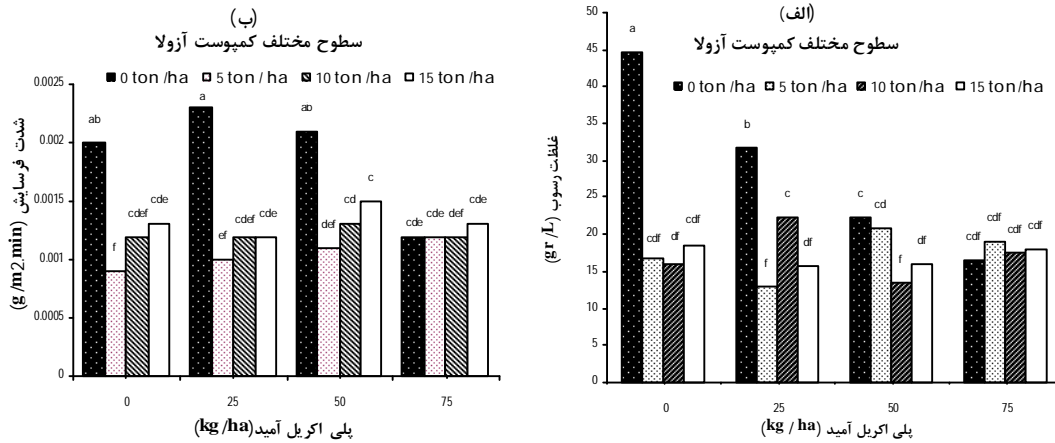 (ب)
سطوح مختلف کمپوست آزولا
0 ton /ha 5 ton / ha 10 ton /ha 15 ton /ha
شدت فرسایش (g /m2.min)
0.0025
0.002
0.0015
0.001
0.0005
0
ab f cdef cde
a ef cdef cde
ab def cd c
cde cde def cde
0 25 50 75
پلی اکریل آمید(kg /ha)
(الف)
سطوح مختلف کمپوست آزولا
0 ton /ha 5 ton /ha 10 ton /ha 15 ton/ha
غلظت رسوب (gr /L)
50
45
40
35
30
25
20
15
10
5
0
a cdf df cdf
b f c df
c cd f df
cdf cdf cdf cdf
0 25 50 75
پلی اکریل آمید (kg / ha)